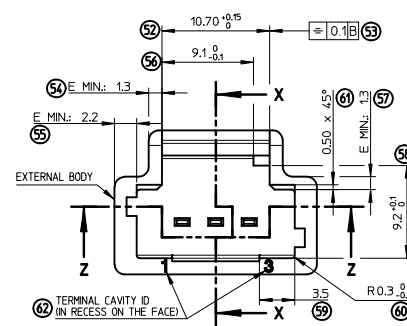 52 10.70 +0.15 0 ⌯ 0.1 B 53
56 9.1 0 -0.1
54 E MIN.: 1.3 X 61 57
55 E MIN.: 2.2
0.50 x 45°
E MIN.: 1.3
58
EXTERNAL BODY
9.2 +0.1 0
Z Z
1 3
3.5 R 0.3
62 TERMINAL CAVITY ID
(IN RECESS ON THE FACE) X 59 60